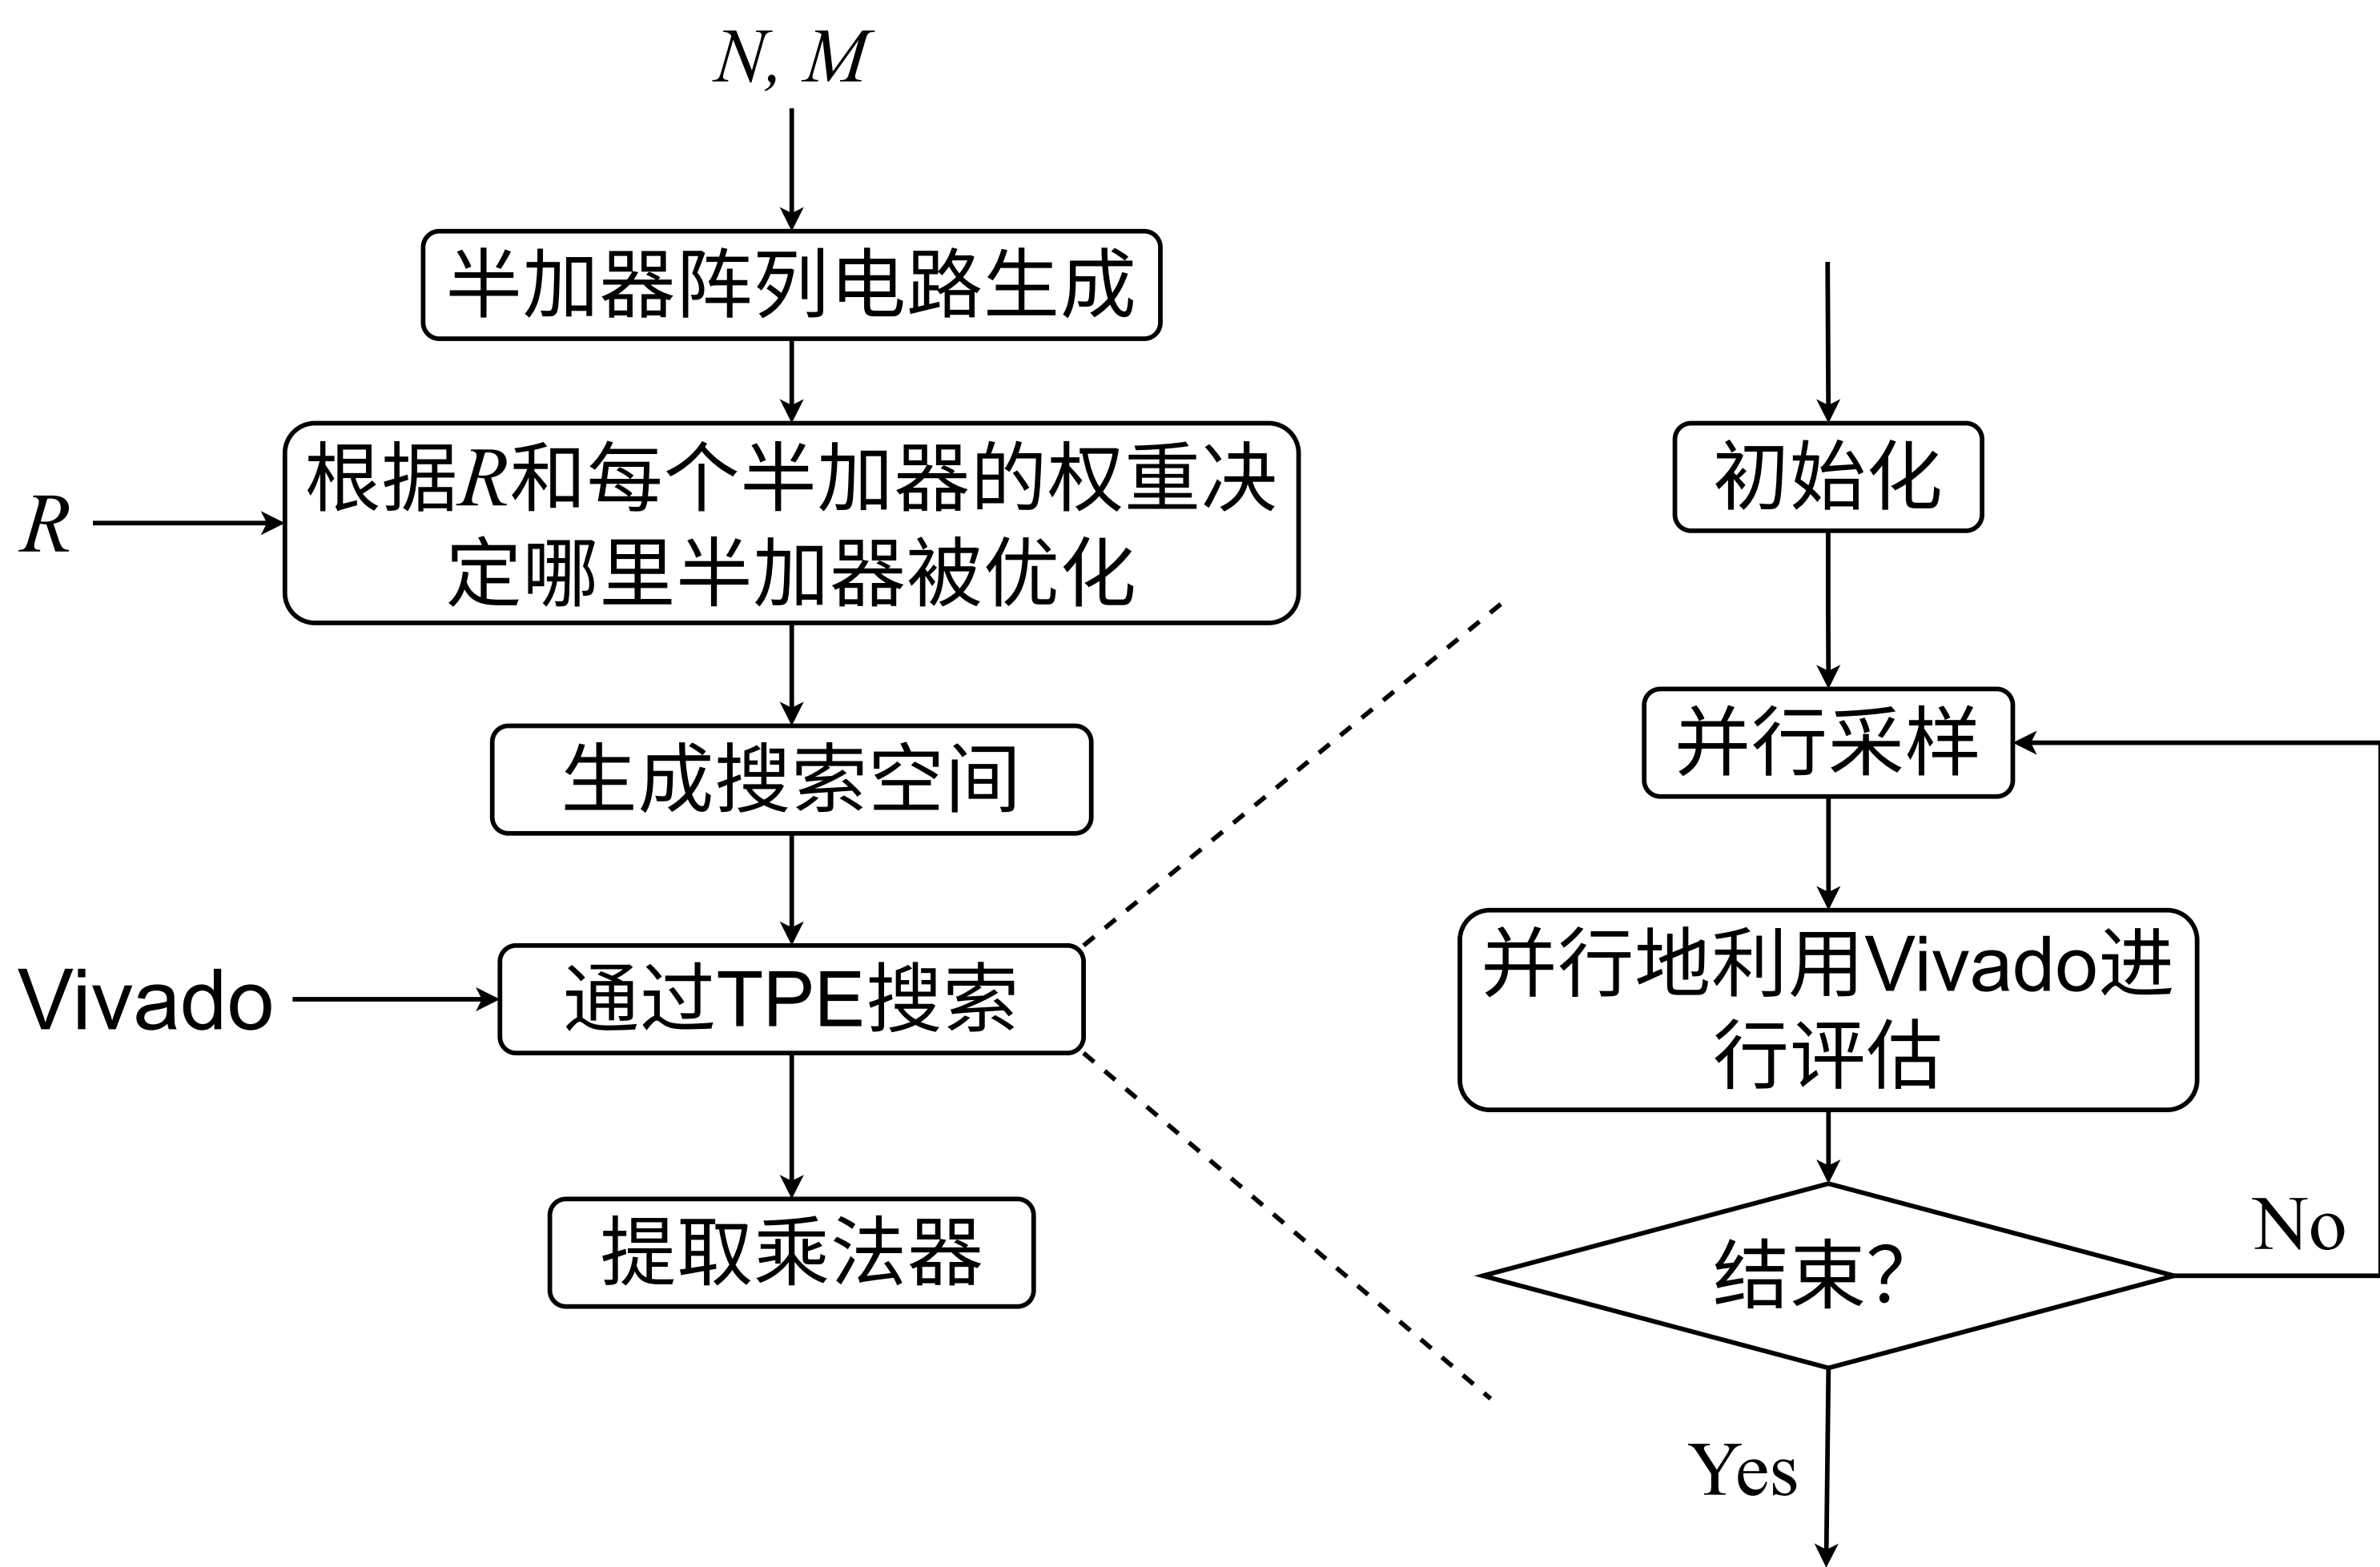 N, M
半加器阵列电路生成
R
根据R和每个半加器的权重决
定哪里半加器被优化
生成搜索空间
Vivado
通过TPE搜索
提取乘法器
初始化
并行采样
并行地利用Vivado进
行评估
结束？
No
Yes